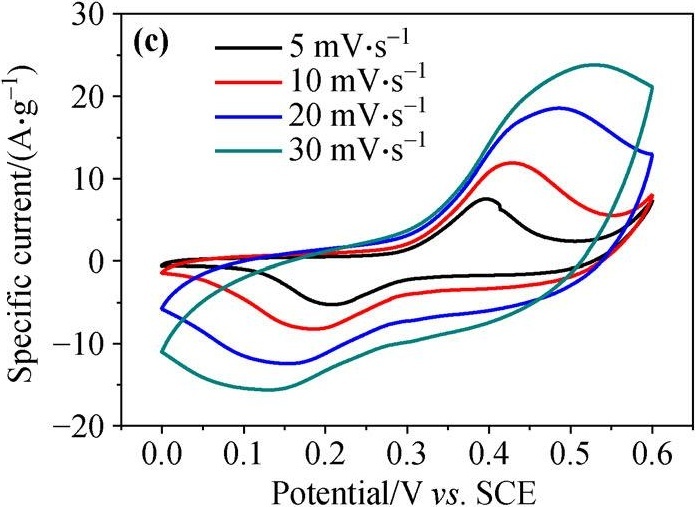 (c)
5 mV·s⁻¹
10 mV·s⁻¹
20 mV·s⁻¹
30 mV·s⁻¹
Specific current/(A·g⁻¹)
30
20
10
0
−10
−20
0.0 0.1 0.2 0.3 0.4 0.5 0.6
Potential/V vs. SCE